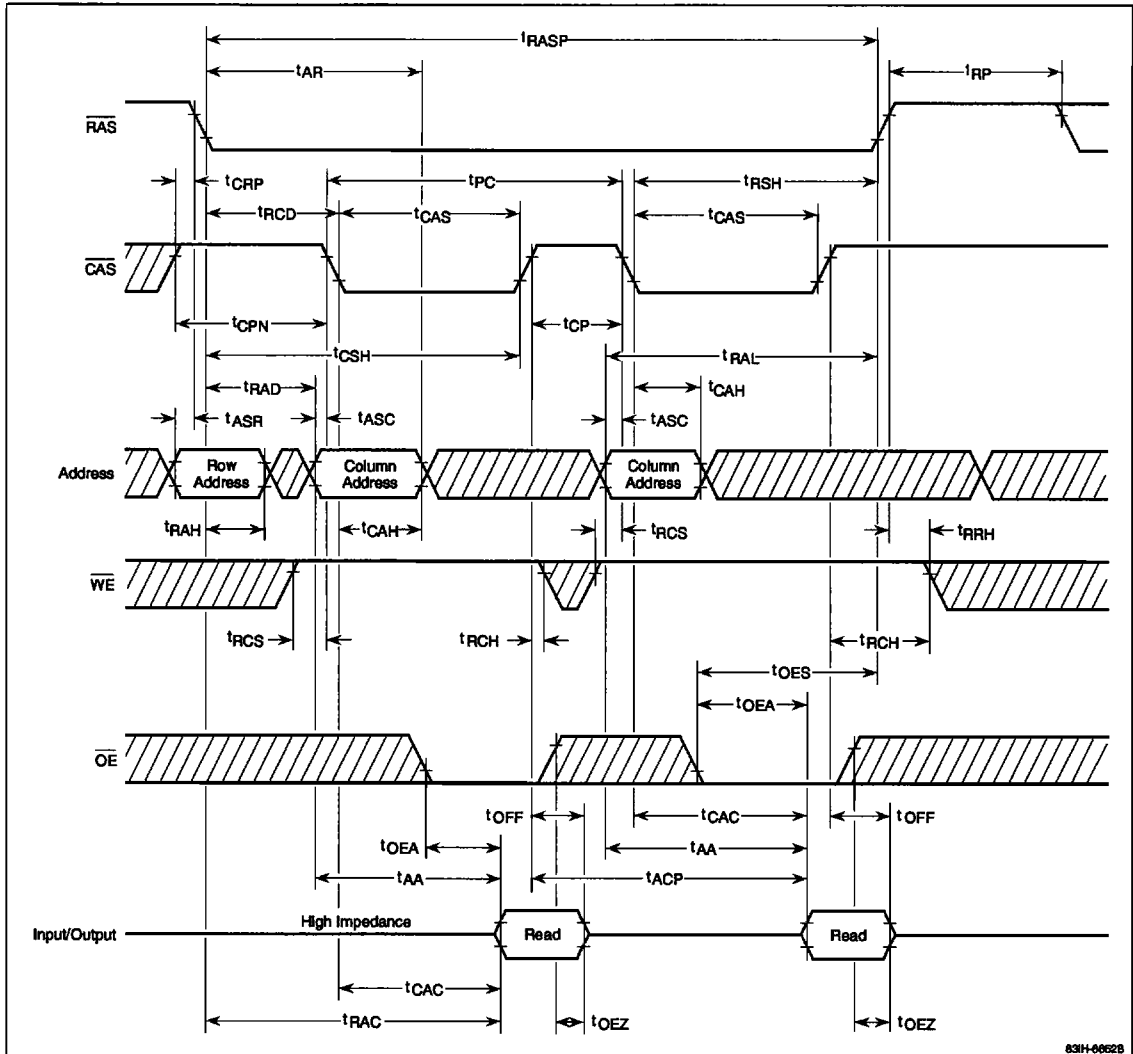 tRASP
tAR
tRP
RAS
tCRP
tPC
tRSH
tRCD
tCAS
tCAS
CAS
tCPN
tCP
tCSH
tRAL
tRAD
tCAH
tASR
tASC
tASC
Address
Row Address
Column Address
Column Address
tRAH
tCAH
tRCS
tRRH
WE
tRCS
tRCH
tRCH
tOES
tOEA
OE
tOFF
tCAC
tOFF
tOEA
tAA
tAA
tACP
High Impedance
Input/Output
Read
Read
tCAC
tRAC
tOEZ
tOEZ
83IH-6652B